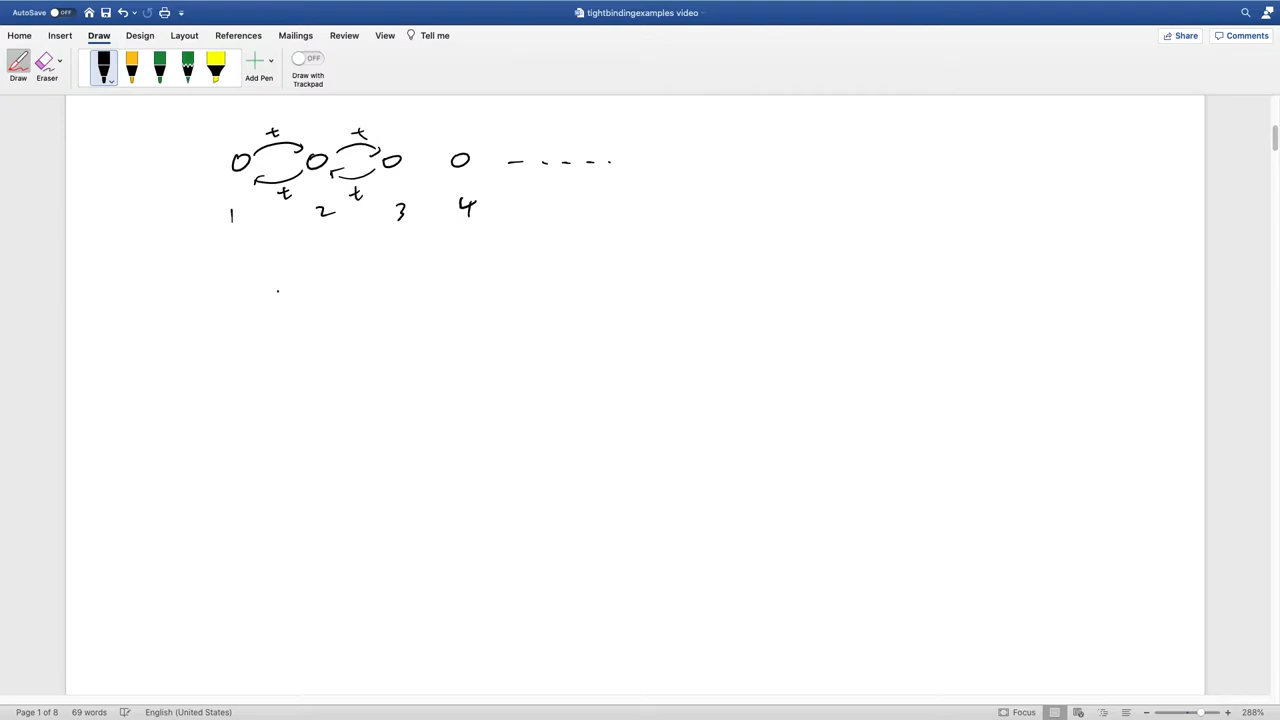 AutoSave OFF tightbindingexamples video
Home Insert Draw Design Layout References Mailings Review View Tell me Share Comments
Draw Eraser Add Pen OFF Draw with Trackpad
t t
O O O O - - - - -
t t
1 2 3 4
Page 1 of 8 69 words English (United States) Focus 288%